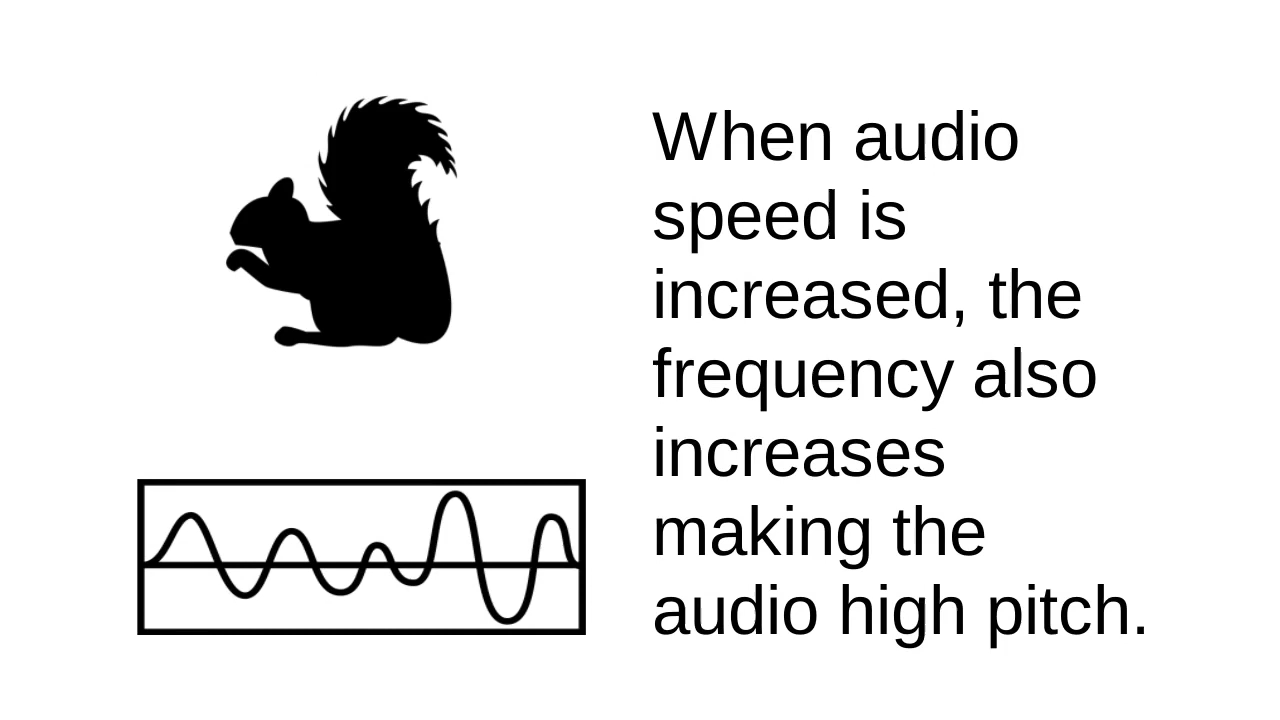 When audio
speed is
increased, the
frequency also
increases
making the
audio high pitch.